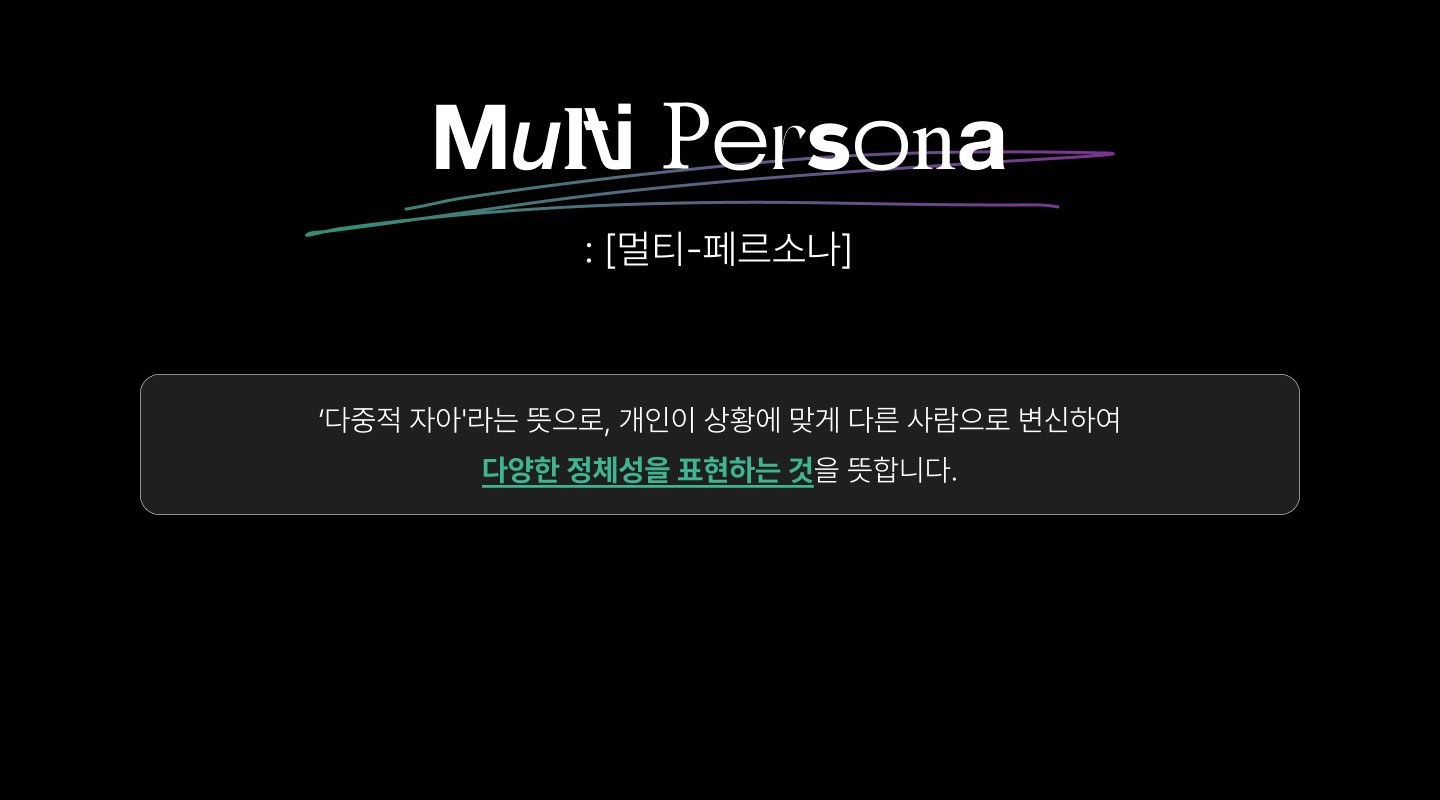 Multi Persona
: [멀티-페르소나]
‘다중적 자아'라는 뜻으로, 개인이 상황에 맞게 다른 사람으로 변신하여
다양한 정체성을 표현하는 것을 뜻합니다.